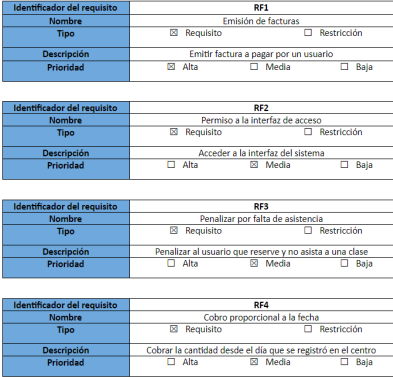 Identificador del requisito RF1
Nombre Emisión de facturas
Tipo ☒ Requisito ☐ Restricción
Descripción Emitir factura a pagar por un usuario
Prioridad ☒ Alta ☐ Media ☐ Baja
Identificador del requisito RF2
Nombre Permiso a la interfaz de acceso
Tipo ☒ Requisito ☐ Restricción
Descripción Acceder a la interfaz del sistema
Prioridad ☐ Alta ☒ Media ☐ Baja
Identificador del requisito RF3
Nombre Penalizar por falta de asistencia
Tipo ☒ Requisito ☐ Restricción
Descripción Penalizar al usuario que reserve y no asista a una clase
Prioridad ☐ Alta ☒ Media ☐ Baja
Identificador del requisito RF4
Nombre Cobro proporcional a la fecha
Tipo ☒ Requisito ☐ Restricción
Descripción Cobrar la cantidad desde el día que se registró en el centro
Prioridad ☐ Alta ☒ Media ☐ Baja